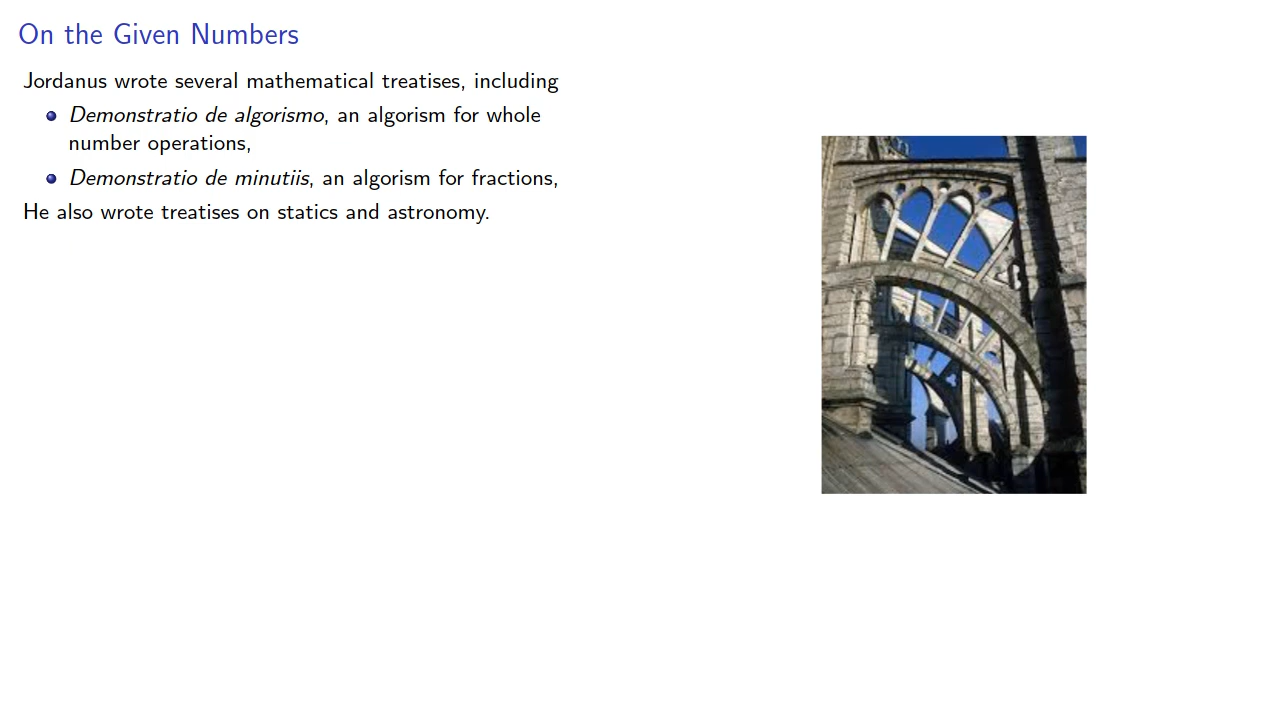 On the Given Numbers
Jordanus wrote several mathematical treatises, including
Demonstratio de algorismo, an algorism for whole
number operations,
Demonstratio de minutiis, an algorism for fractions,
He also wrote treatises on statics and astronomy.